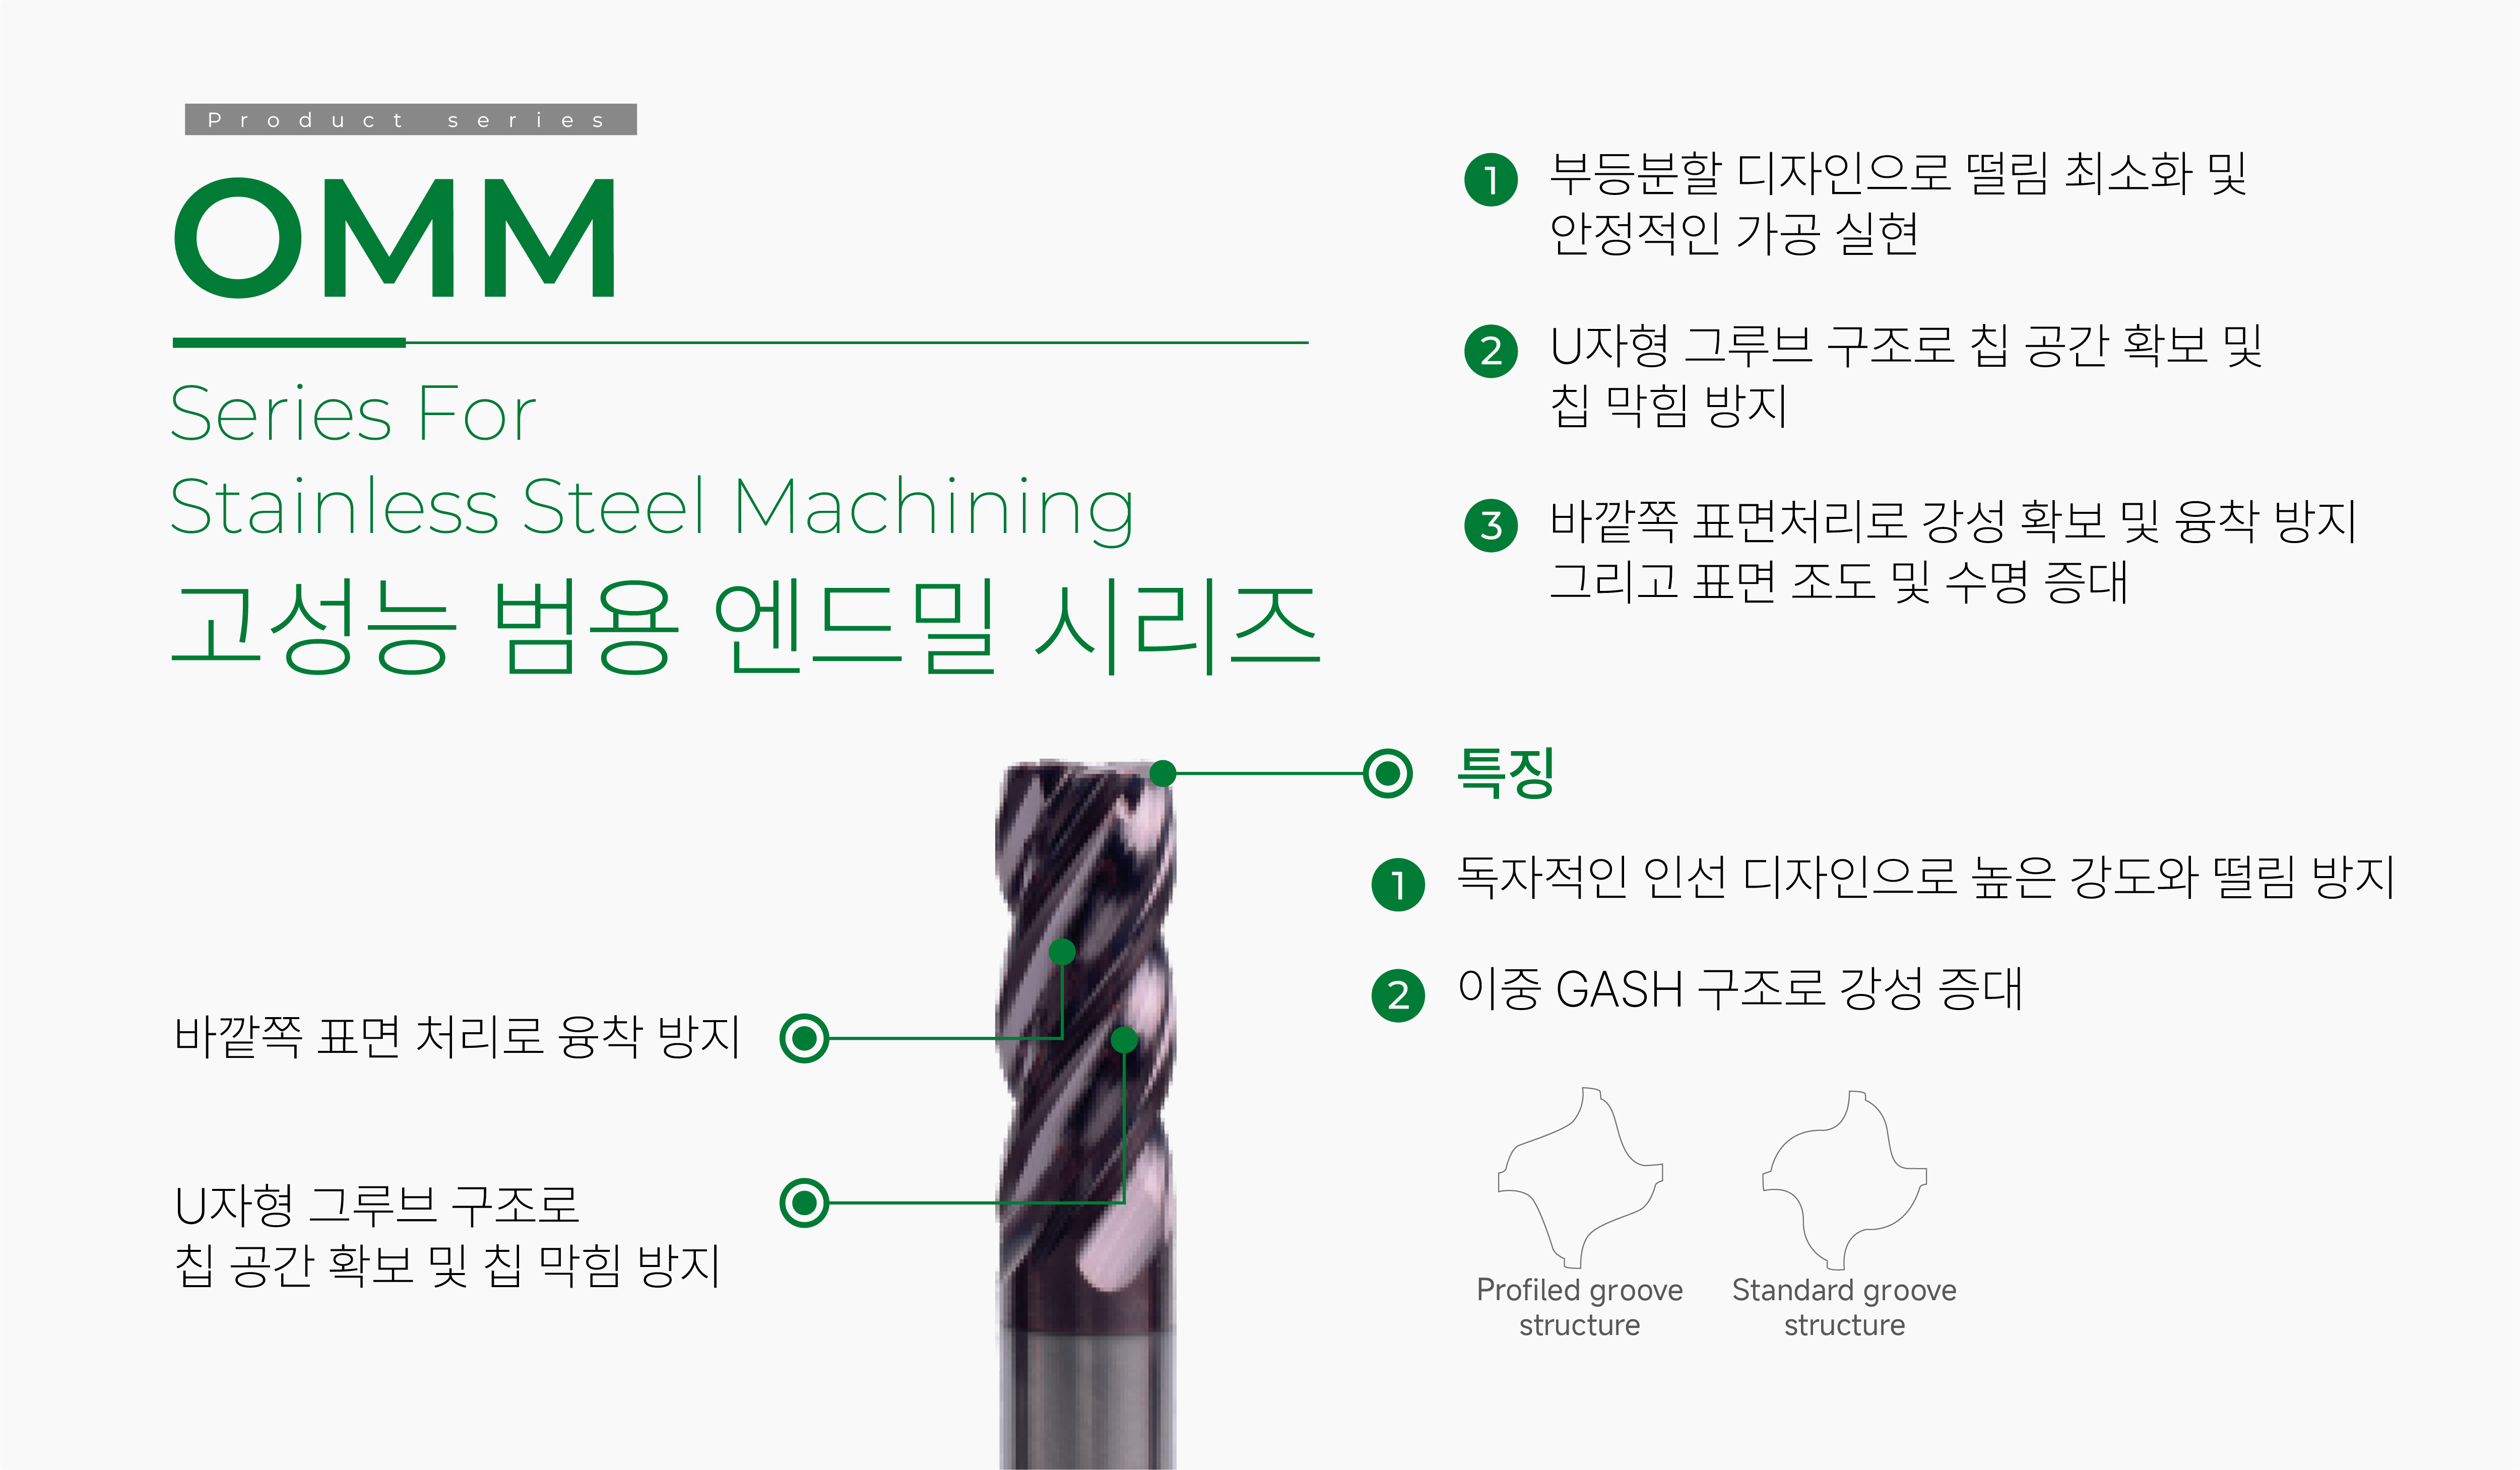 Product series
OMM
Series For
Stainless Steel Machining
고성능 범용 엔드밀 시리즈
1 부등분할 디자인으로 떨림 최소화 및
안정적인 가공 실현
2 U자형 그루브 구조로 칩 공간 확보 및
칩 막힘 방지
3 바깥쪽 표면처리로 강성 확보 및 융착 방지
그리고 표면 조도 및 수명 증대
특징
1 독자적인 인선 디자인으로 높은 강도와 떨림 방지
2 이중 GASH 구조로 강성 증대
바깥쪽 표면 처리로 융착 방지
U자형 그루브 구조로
칩 공간 확보 및 칩 막힘 방지
Profiled groove
structure
Standard groove
structure